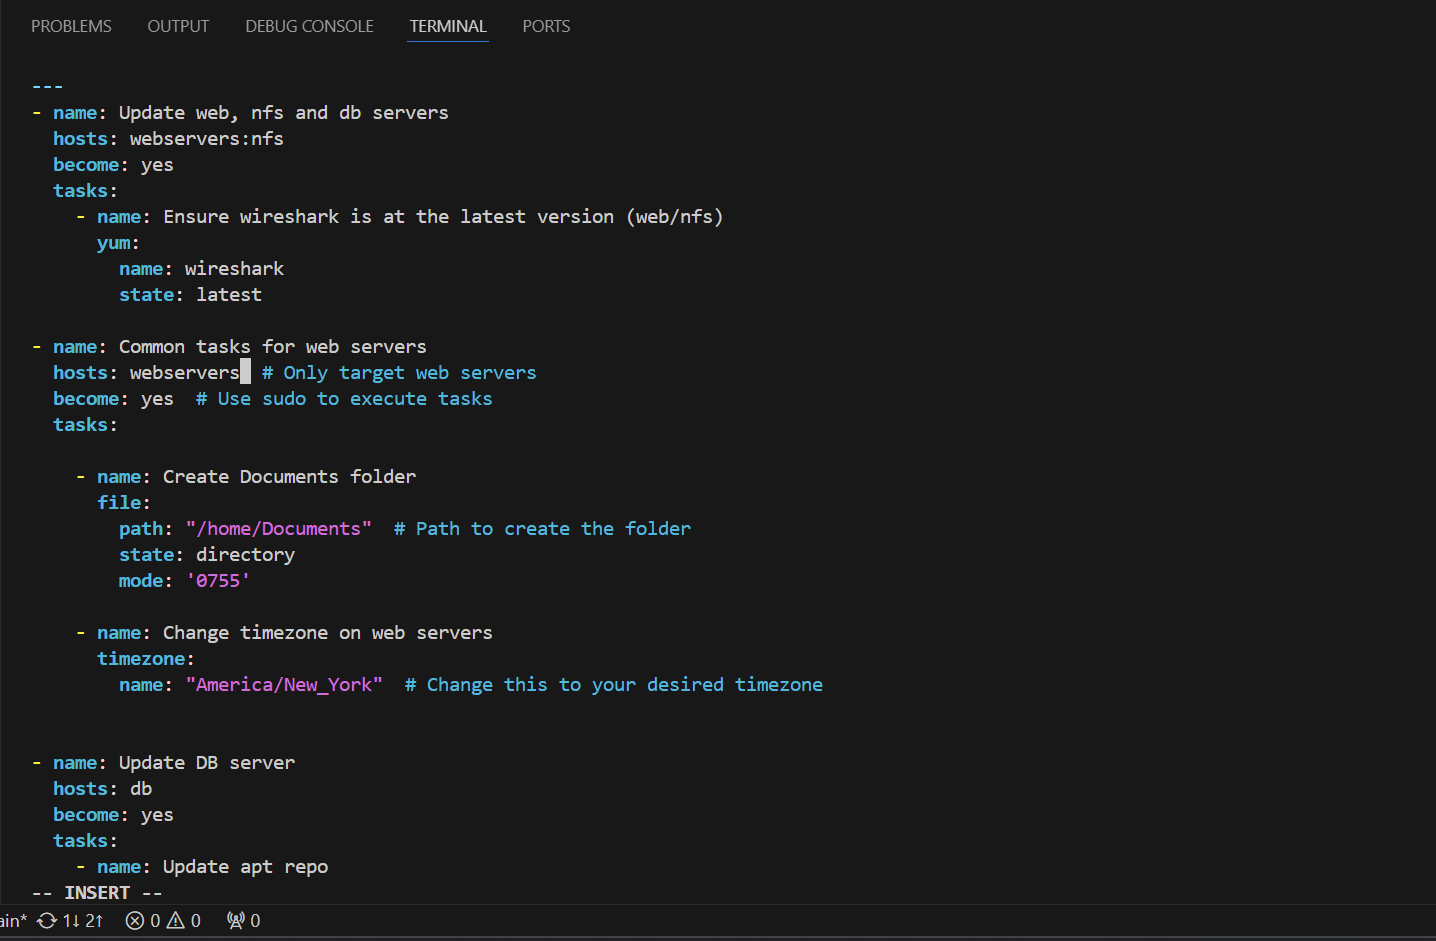 PROBLEMS OUTPUT DEBUG CONSOLE TERMINAL PORTS
---
- name: Update web, nfs and db servers
  hosts: webservers:nfs
  become: yes
  tasks:
    - name: Ensure wireshark is at the latest version (web/nfs)
      yum:
        name: wireshark
        state: latest

- name: Common tasks for web servers
  hosts: webservers  # Only target web servers
  become: yes  # Use sudo to execute tasks
  tasks:

    - name: Create Documents folder
      file:
        path: "/home/Documents"  # Path to create the folder
        state: directory
        mode: '0755'

    - name: Change timezone on web servers
      timezone:
        name: "America/New_York"  # Change this to your desired timezone


- name: Update DB server
  hosts: db
  become: yes
  tasks:
    - name: Update apt repo
-- INSERT --
ain* 1↓ 2↑ 0 0 0